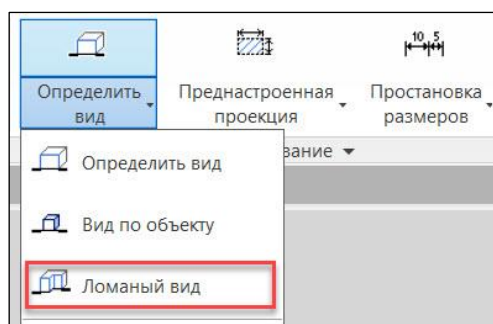 10 5
Определить вид
Преднастроенная проекция
Простановка размеров
вание
Определить вид
Вид по объекту
Ломаный вид